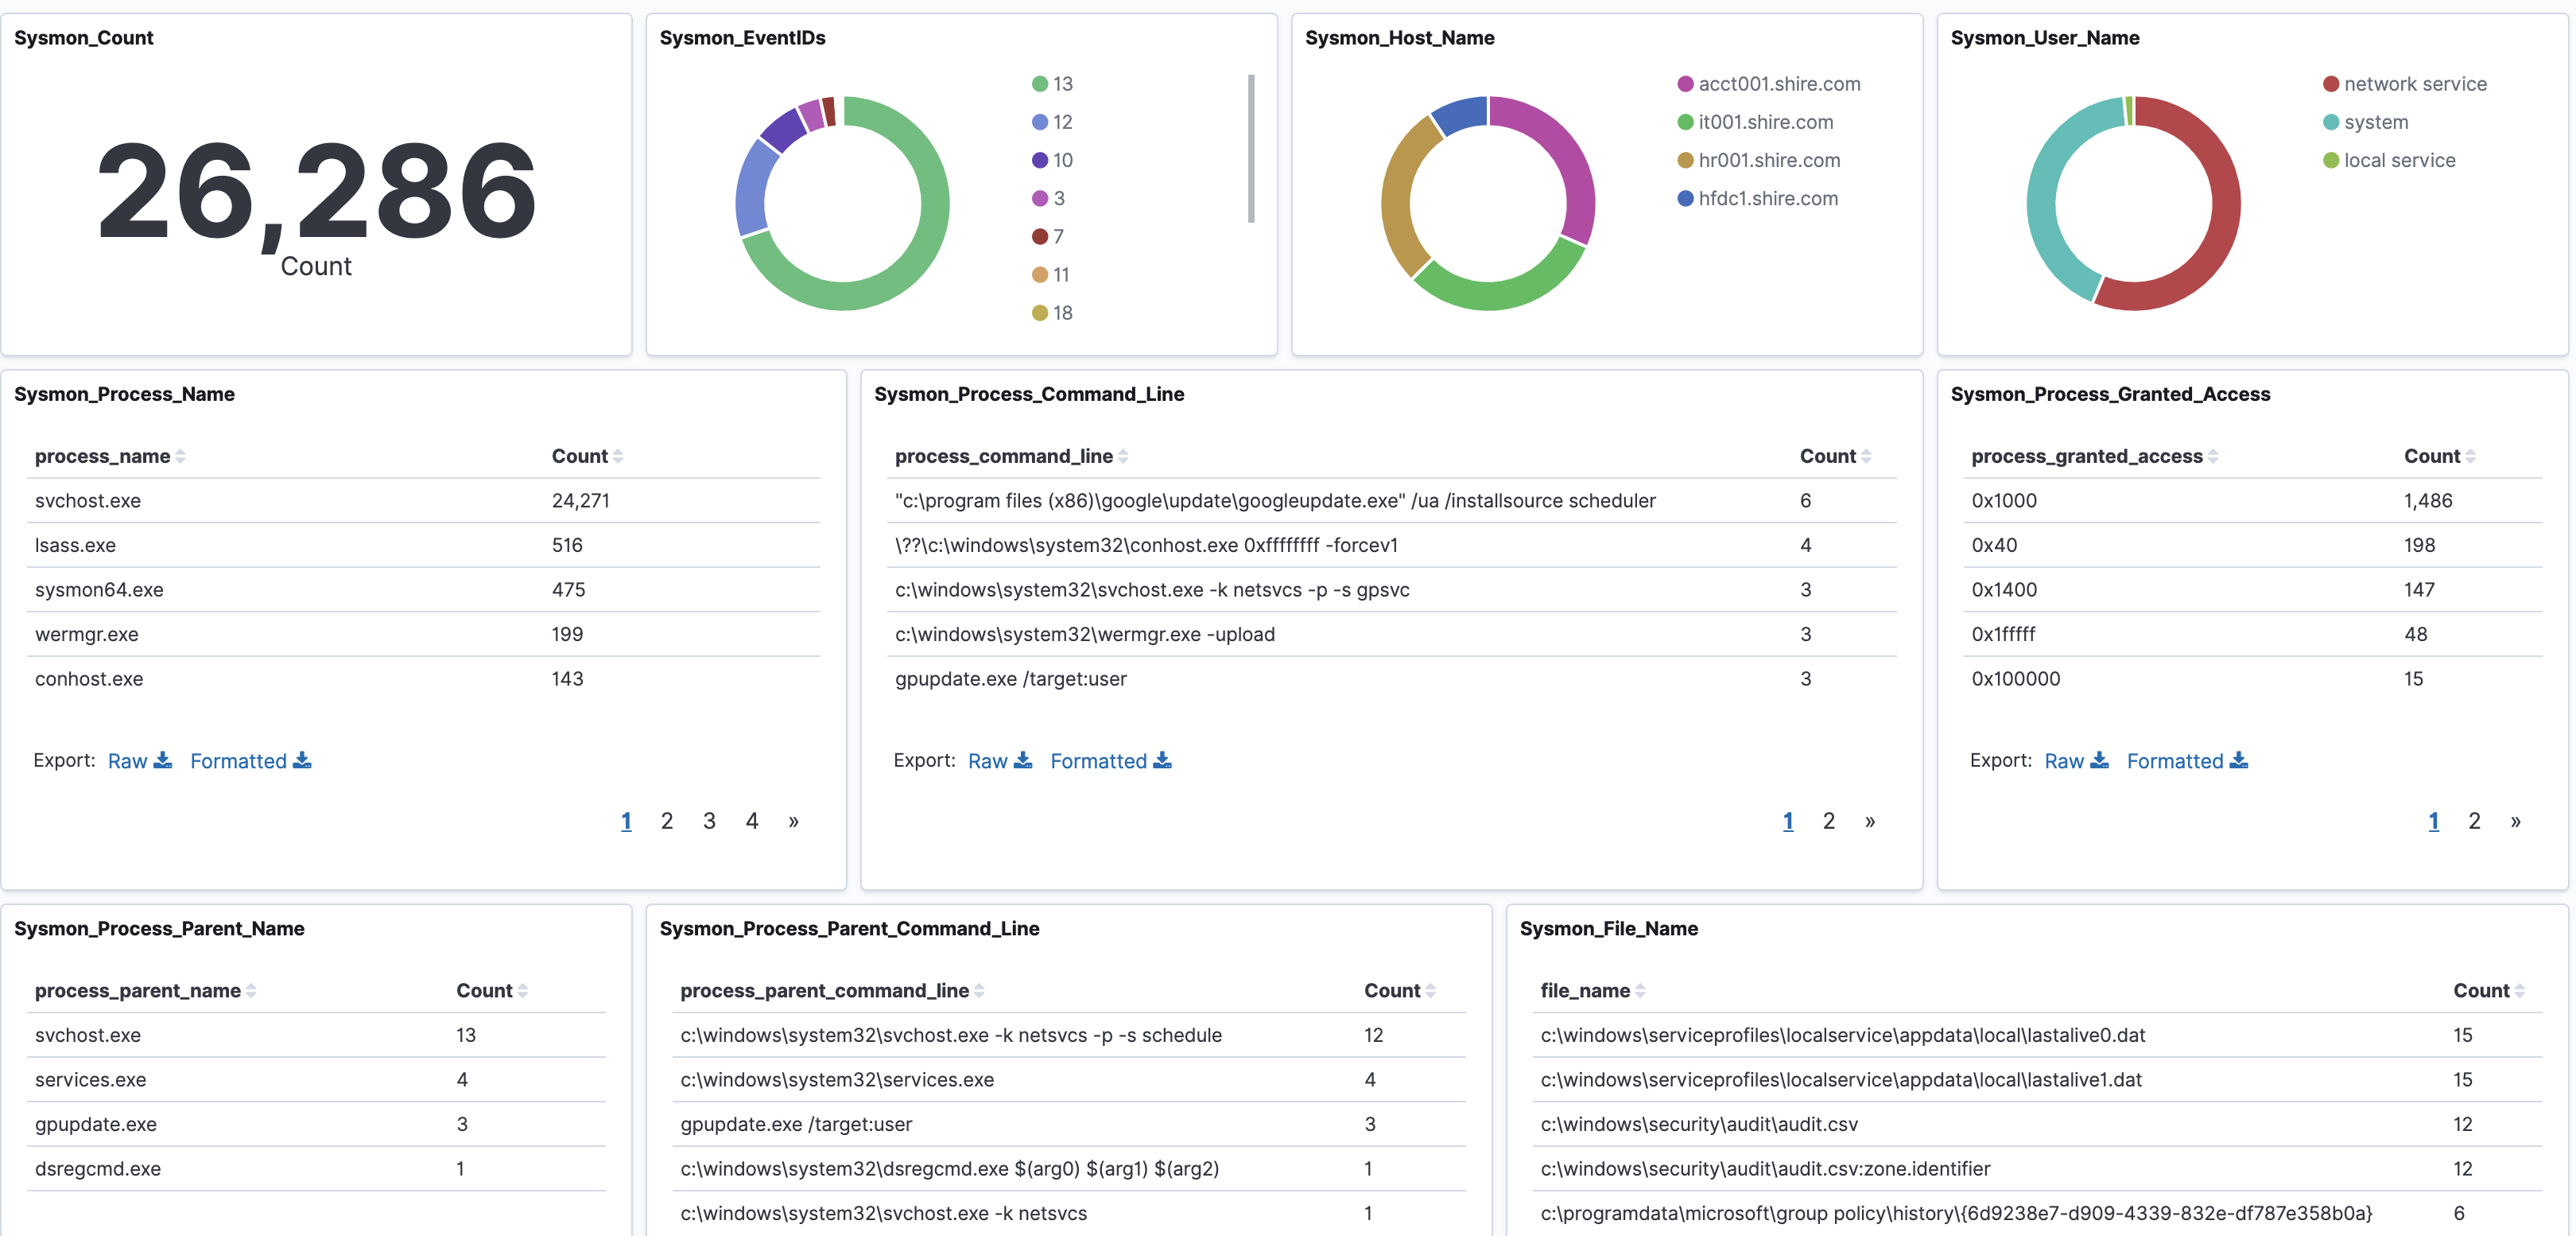 Sysmon_Count
26,286
Count
Sysmon_EventIDs
13
12
10
3
7
11
18
Sysmon_Host_Name
acct001.shire.com
it001.shire.com
hr001.shire.com
hfdc1.shire.com
Sysmon_User_Name
network service
system
local service
Sysmon_Process_Name
process_name Count
svchost.exe 24,271
lsass.exe 516
sysmon64.exe 475
wermgr.exe 199
conhost.exe 143
Export: Raw Formatted
1 2 3 4 »
Sysmon_Process_Command_Line
process_command_line Count
"c:\program files (x86)\google\update\googleupdate.exe" /ua /installsource scheduler 6
\??\c:\windows\system32\conhost.exe 0xffffffff -forcev1 4
c:\windows\system32\svchost.exe -k netsvcs -p -s gpsvc 3
c:\windows\system32\wermgr.exe -upload 3
gpupdate.exe /target:user 3
Export: Raw Formatted
1 2 »
Sysmon_Process_Granted_Access
process_granted_access Count
0x1000 1,486
0x40 198
0x1400 147
0x1fffff 48
0x100000 15
Export: Raw Formatted
1 2 »
Sysmon_Process_Parent_Name
process_parent_name Count
svchost.exe 13
services.exe 4
gpupdate.exe 3
dsregcmd.exe 1
Sysmon_Process_Parent_Command_Line
process_parent_command_line Count
c:\windows\system32\svchost.exe -k netsvcs -p -s schedule 12
c:\windows\system32\services.exe 4
gpupdate.exe /target:user 3
c:\windows\system32\dsregcmd.exe $(arg0) $(arg1) $(arg2) 1
c:\windows\system32\svchost.exe -k netsvcs 1
Sysmon_File_Name
file_name Count
c:\windows\serviceprofiles\localservice\appdata\local\lastalive0.dat 15
c:\windows\serviceprofiles\localservice\appdata\local\lastalive1.dat 15
c:\windows\security\audit\audit.csv 12
c:\windows\security\audit\audit.csv:zone.identifier 12
c:\programdata\microsoft\group policy\history\{6d9238e7-d909-4339-832e-df787e358b0a} 6